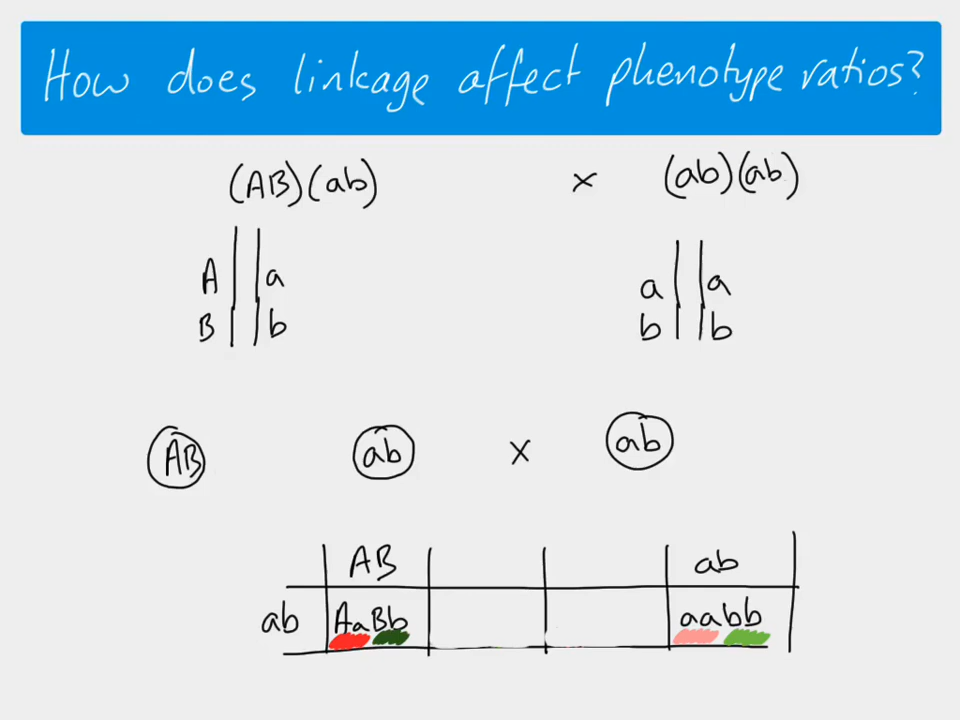 How does linkage affect phenotype ratios?
(AB)(ab) × (ab)(ab)
A a a a
B b b b
AB ab × ab
AB ab
ab AaBb aabb